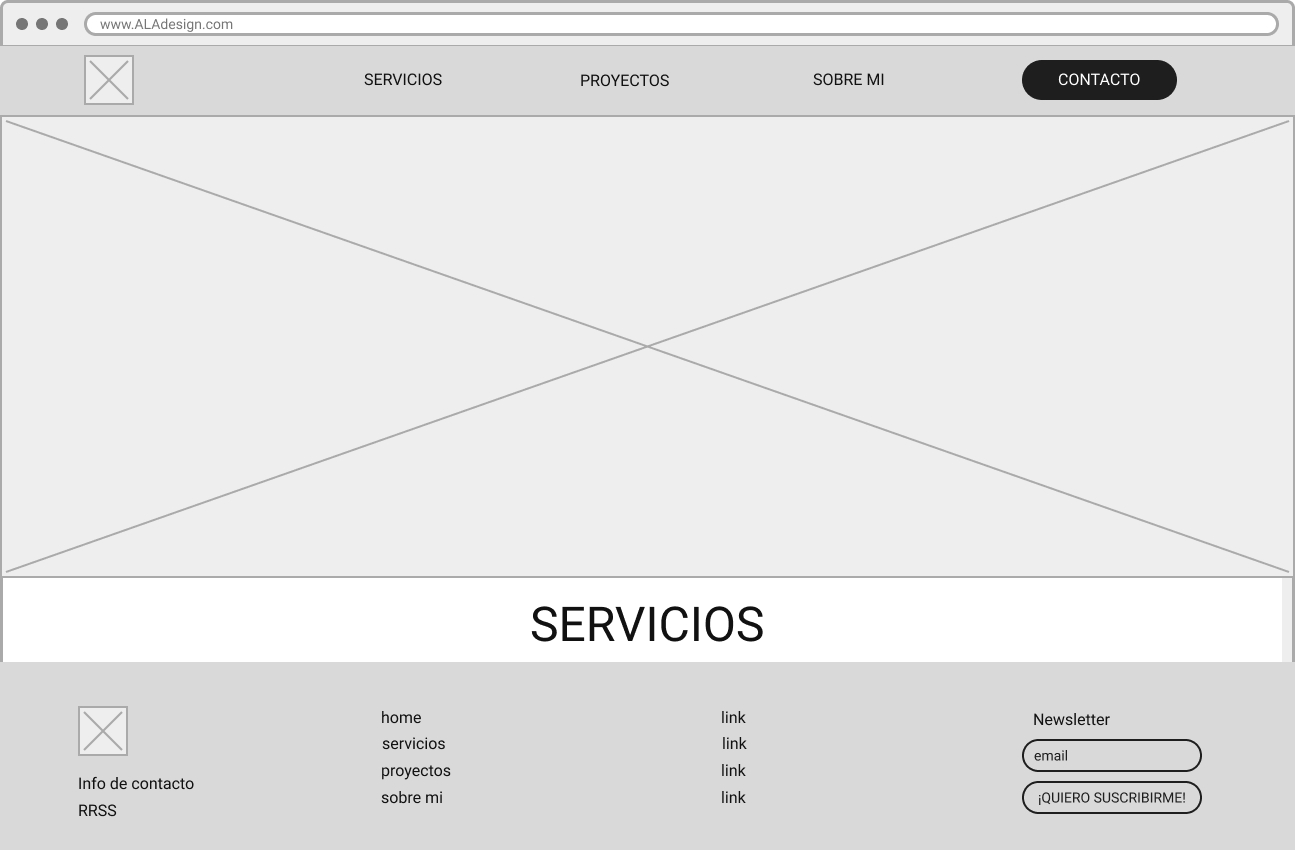 www.ALAdesign.com
SERVICIOS
PROYECTOS
SOBRE MI
CONTACTO
SERVICIOS
Info de contacto
RRSS
home
servicios
proyectos
sobre mi
link
link
link
link
Newsletter
email
¡QUIERO SUSCRIBIRME!